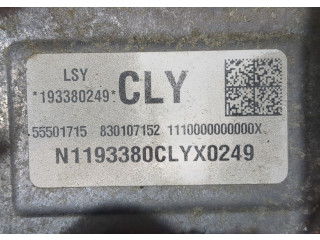 LSY
*193380249* CLY
55501715 830107152 1110000000000X
N1193380CLYX0249